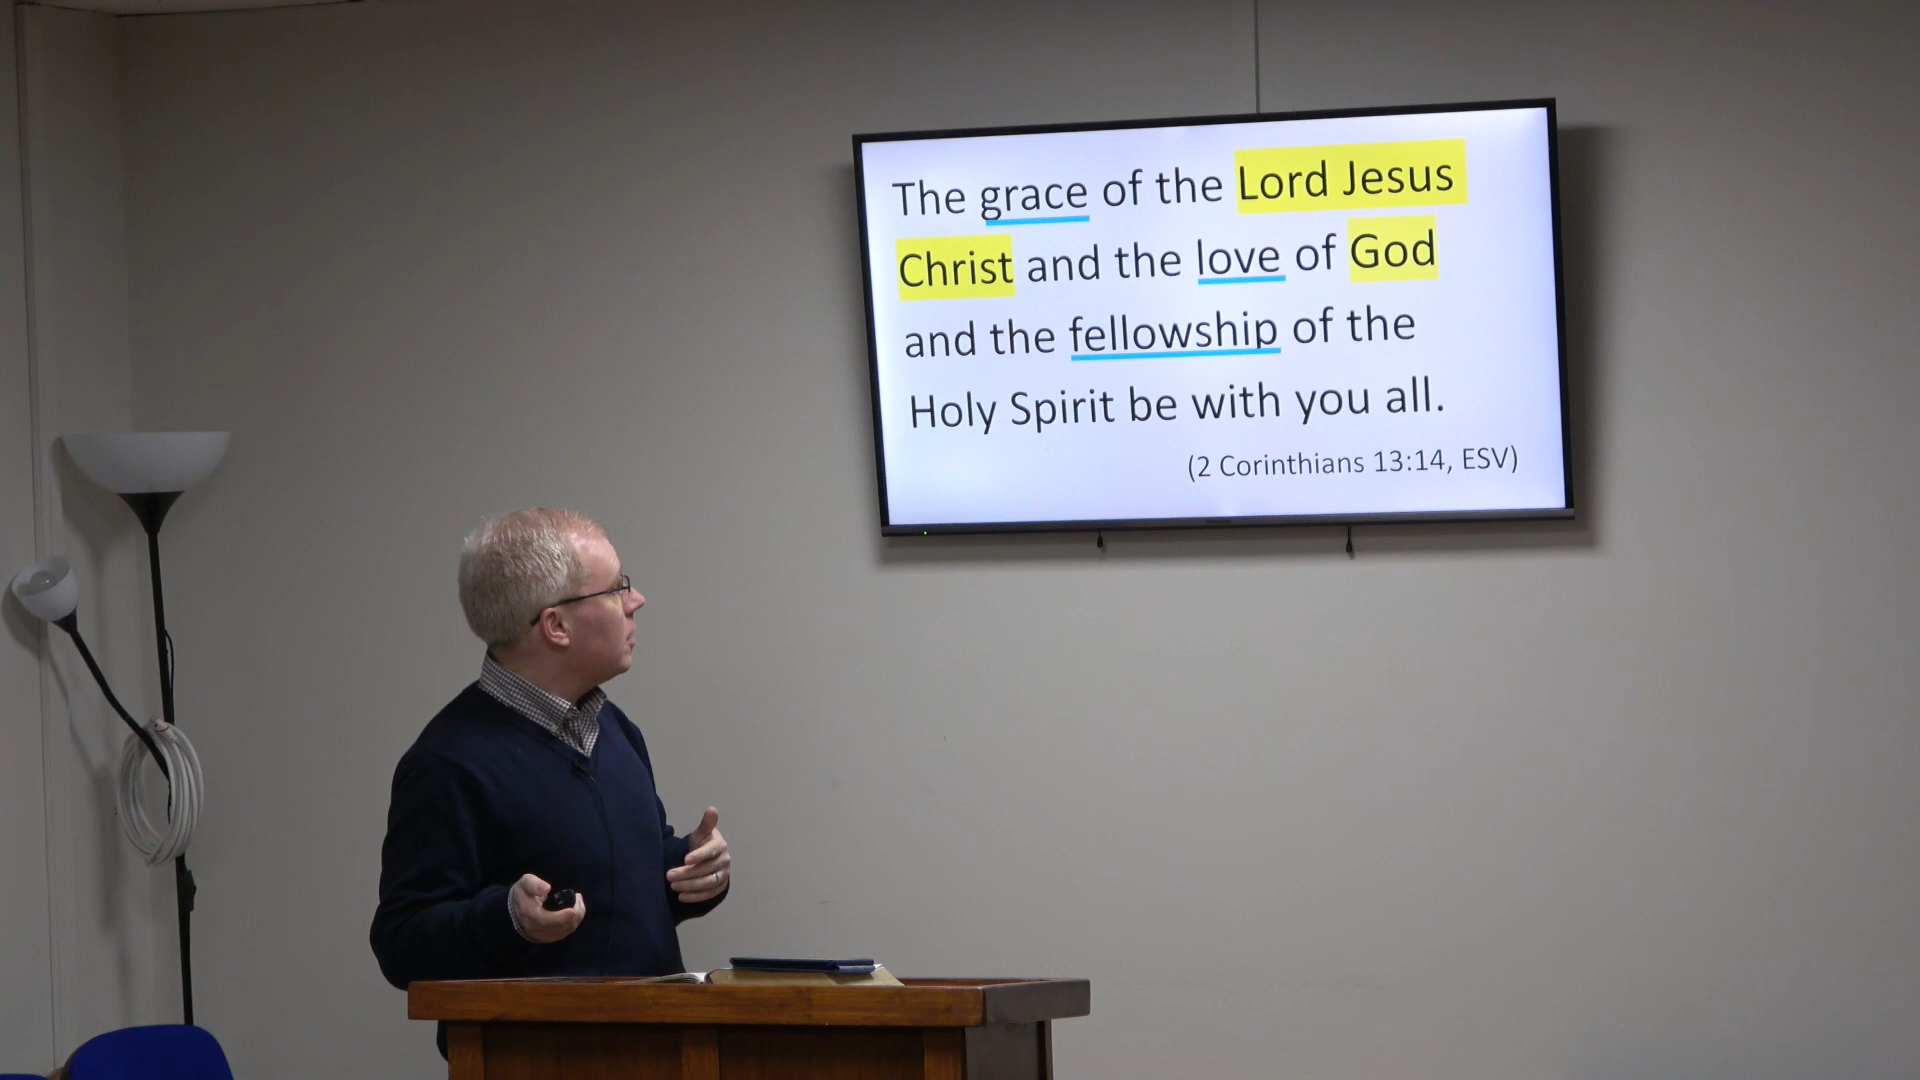 The grace of the Lord Jesus
Christ and the love of God
and the fellowship of the
Holy Spirit be with you all.
(2 Corinthians 13:14, ESV)